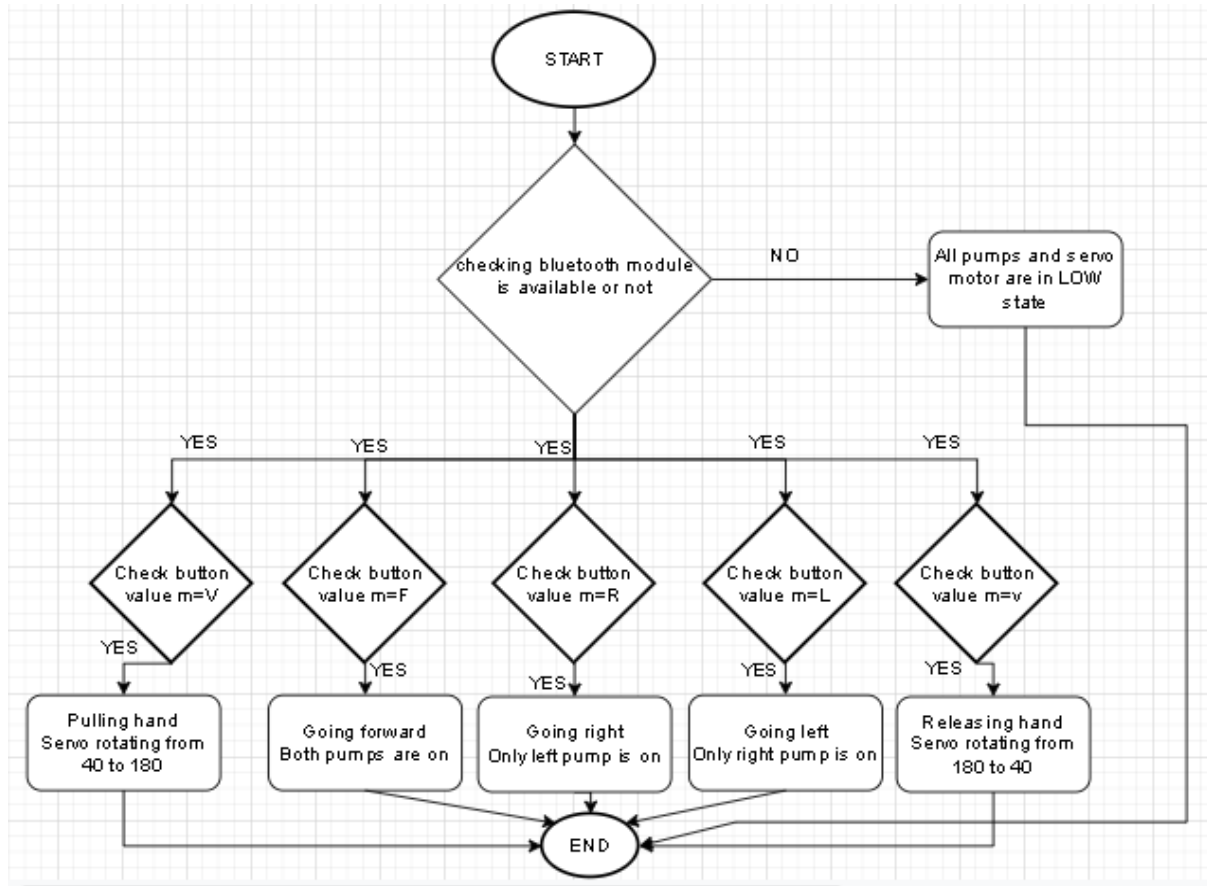 START
checking bluetooth module
is available or not
NO
All pumps and servo
motor are in LOW
state
YES
YES
YES
YES
YES
Check button
value m=V
Check button
value m=F
Check button
value m=R
Check button
value m=L
Check button
value m=v
YES
YES
YES
YES
YES
Pulling hand
Servo rotating from
40 to 180
Going forward
Both pumps are on
Going right
Only left pump is on
Going left
Only right pump is on
Releasing hand
Servo rotating from
180 to 40
END